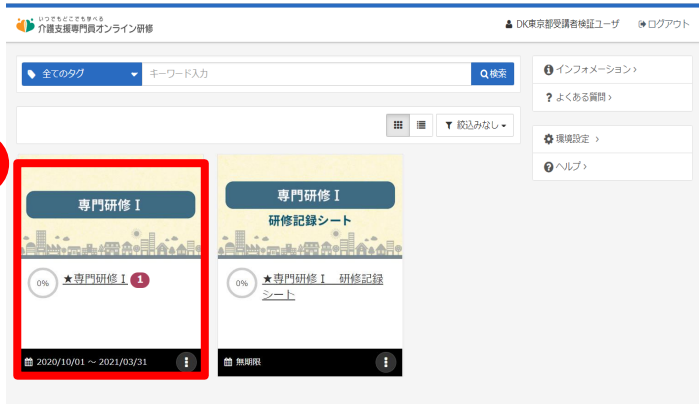 いつでもどこでも学べる
介護支援専門員オンライン研修
DK東京都受講者検証ユーザ ログアウト
全てのタグ キーワード入力 検索
インフォメーション ›
? よくある質問 ›
絞込みなし
環境設定 ›
ヘルプ ›
専門研修Ⅰ
0% ★専門研修Ⅰ 1
2020/10/01 ~ 2021/03/31
専門研修Ⅰ
研修記録シート
0% ★専門研修Ⅰ 研修記録
シート
無期限